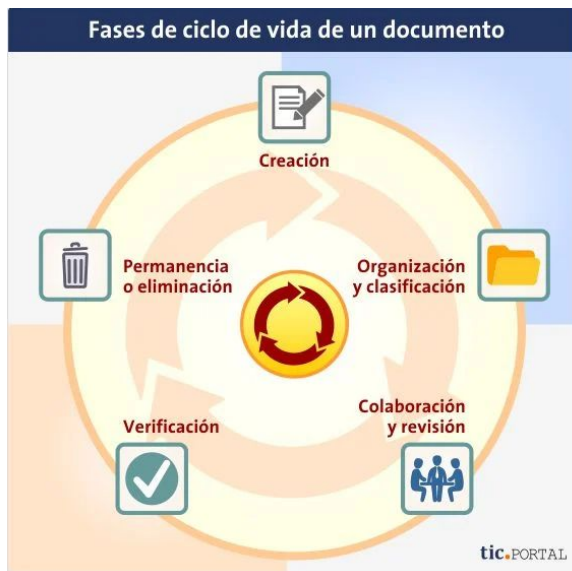 Fases de ciclo de vida de un documento
Creación
Organización
y clasificación
Colaboración
y revisión
Verificación
Permanencia
o eliminación
tic.PORTAL